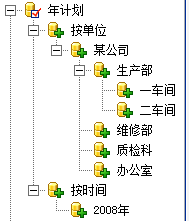 年计划
按单位
某公司
生产部
一车间
二车间
维修部
质检科
办公室
按时间
2008年